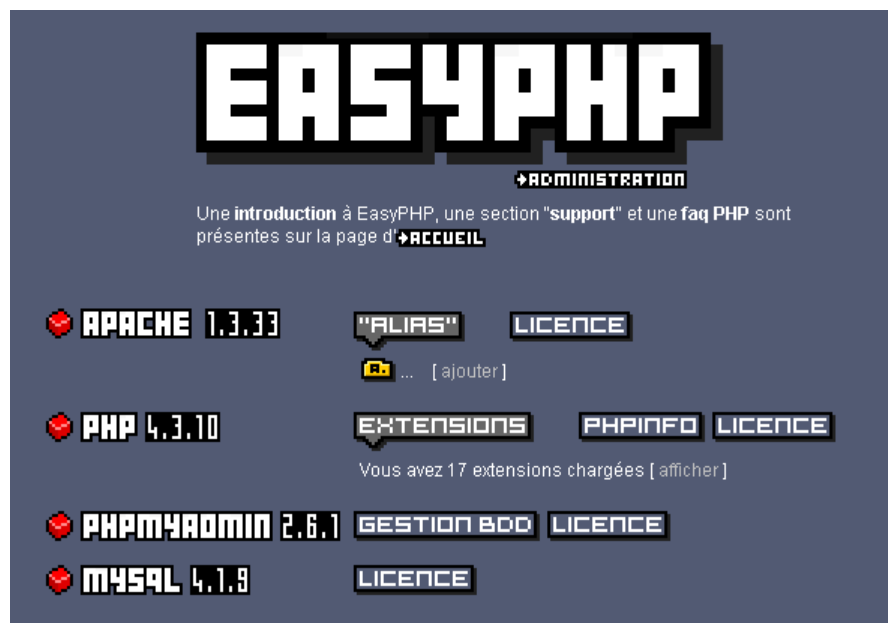 EASYPHP
ADMINISTRATION
Une introduction à EasyPHP, une section "support" et une faq PHP sont
présentes sur la page d'ACCUEIL
APACHE 1.3.33 "ALIAS" LICENCE
A. ... [ ajouter ]
PHP 4.3.10 EXTENSIONS PHPINFO LICENCE
Vous avez 17 extensions chargées [ afficher ]
PHPMYADMIN 2.6.1 GESTION BDD LICENCE
MYSQL 4.1.9 LICENCE